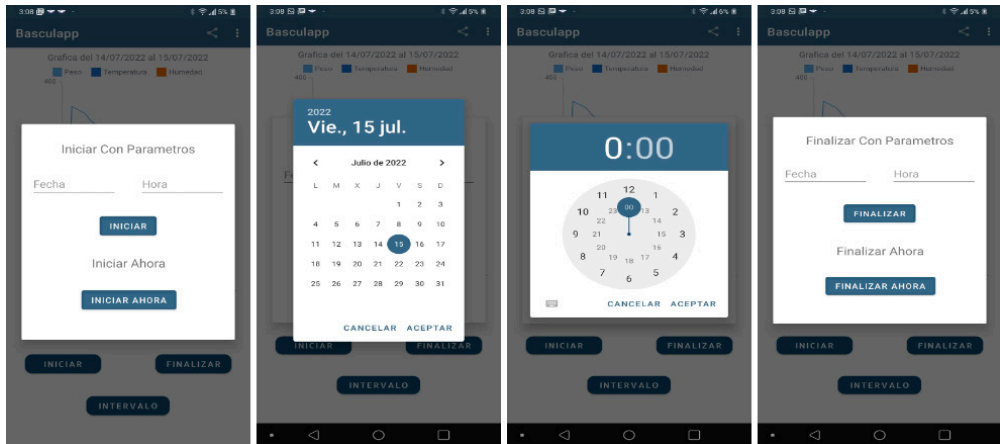 3:08 5%
Basculapp
Grafica del 14/07/2022 al 15/07/2022
Peso Temperatura Humedad
400
Iniciar Con Parametros
Fecha Hora
INICIAR
Iniciar Ahora
INICIAR AHORA
INICIAR FINALIZAR
INTERVALO
3:08 5%
Basculapp
Grafica del 14/07/2022 al 15/07/2022
Peso Temperatura Humedad
400
2022
Vie., 15 jul.
Julio de 2022
L M X J V S D
1 2 3
4 5 6 7 8 9 10
11 12 13 14 15 16 17
18 19 20 21 22 23 24
25 26 27 28 29 30 31
CANCELAR ACEPTAR
INICIAR FINALIZAR
INTERVALO
3:08 5%
Basculapp
Grafica del 14/07/2022 al 15/07/2022
Peso Temperatura Humedad
400
0:00
12
11 1
00
23 13
10 2
22 14
9 21 15 3
20 16
8 19 17 4
18
7 5
6
CANCELAR ACEPTAR
INICIAR FINALIZAR
INTERVALO
3:08 5%
Basculapp
Grafica del 14/07/2022 al 15/07/2022
Peso Temperatura Humedad
400
Finalizar Con Parametros
Fecha Hora
FINALIZAR
Finalizar Ahora
FINALIZAR AHORA
INICIAR FINALIZAR
INTERVALO